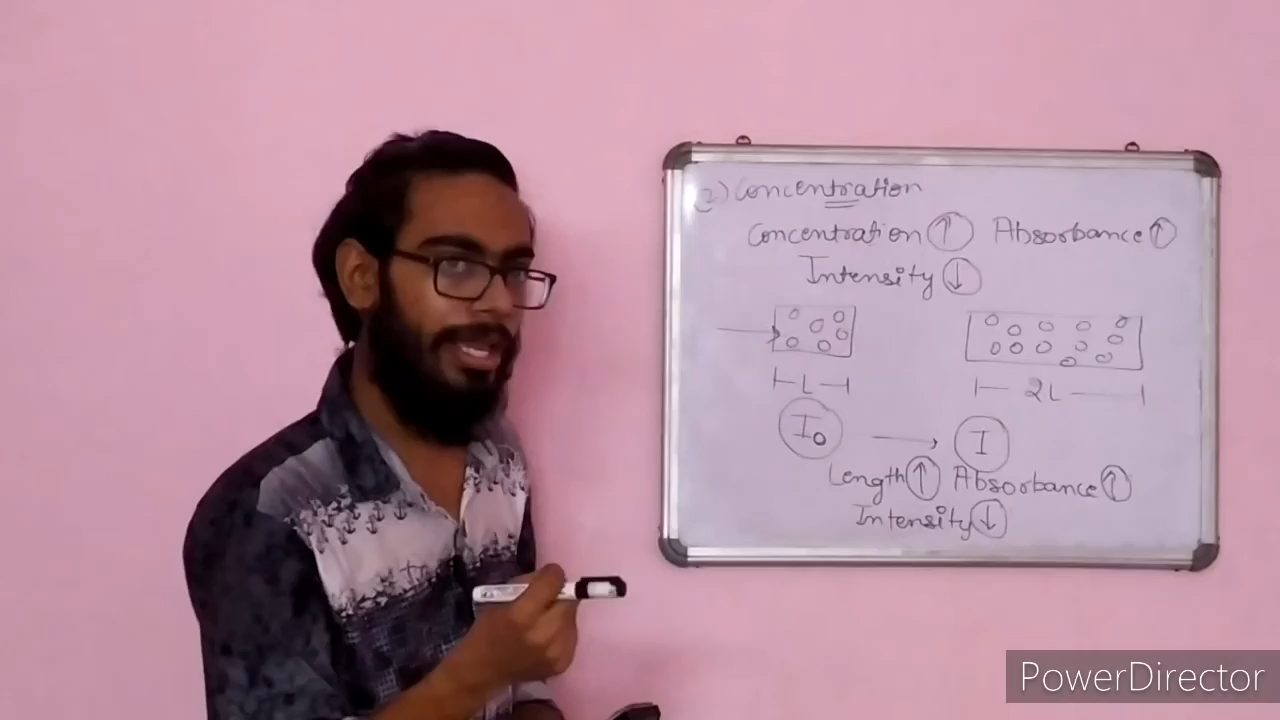 2) Concentration
Concentration ↑ Absorbance ↑
Intensity ↓
L
2L
I₀ → I
Length ↑ Absorbance ↑
Intensity ↓
PowerDirector